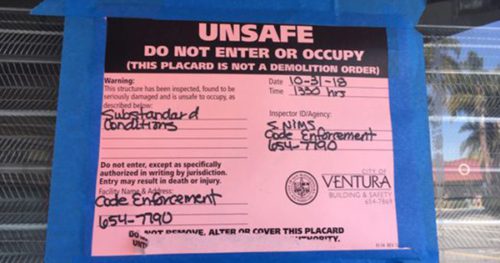 UNSAFE
DO NOT ENTER OR OCCUPY
(THIS PLACARD IS NOT A DEMOLITION ORDER)
Warning:
This structure has been inspected, found to be
seriously damaged and is unsafe to occupy, as
described below:
Substandard
Conditions
Date 10-31-18
Time 1350 hrs
Inspector ID/Agency:
S. NIMS
Code Enforcement
654-7790
Do not enter, except as specifically
authorized in writing by jurisdiction.
Entry may result in death or injury.
Facility Name & Address:
Code Enforcement
654-7790
CITY OF
VENTURA
BUILDING & SAFETY
654-7869
DO NOT REMOVE, ALTER OR COVER THIS PLACARD
UNTI